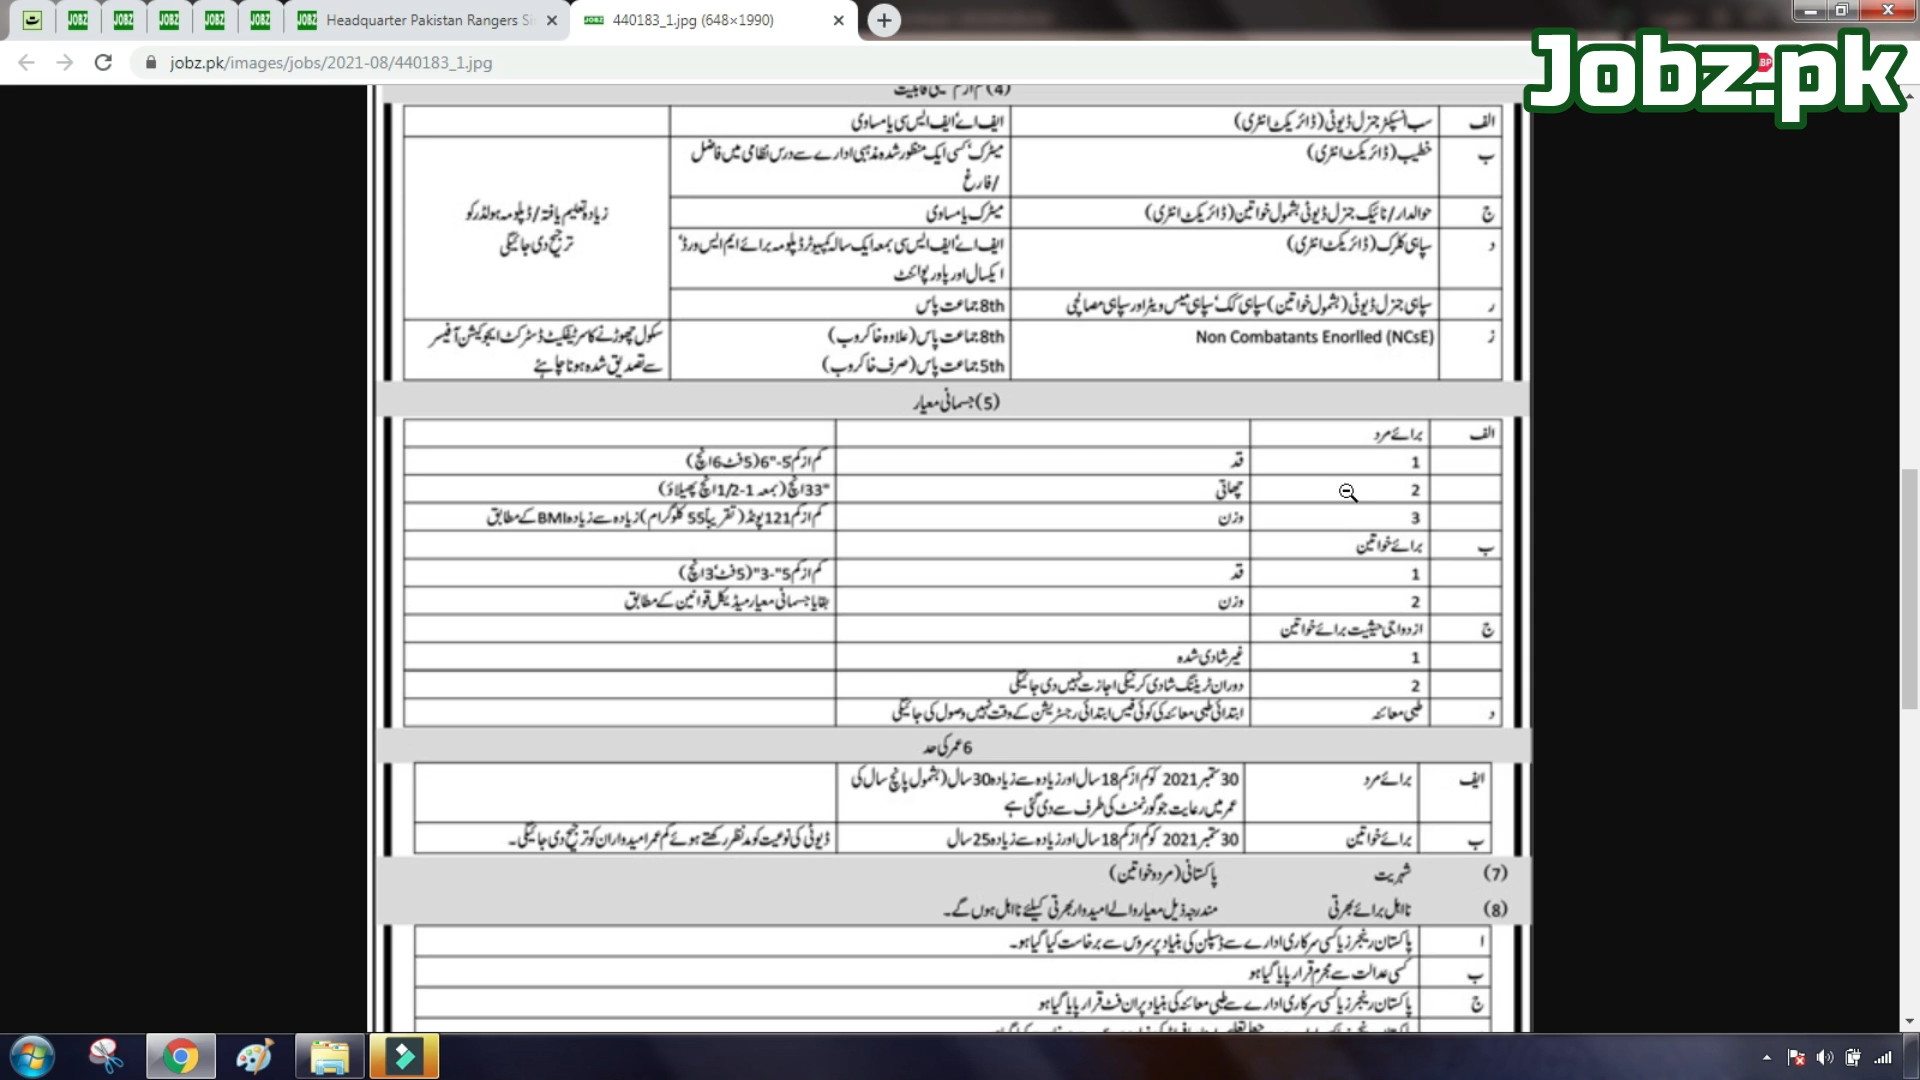 Headquarter Pakistan Rangers Si
440183_1.jpg (648×1990)
jobz.pk/images/jobs/2021-08/440183_1.jpg
Jobz.pk
الف سب انسپکٹر جنرل ڈیوٹی (ڈائریکٹ انٹری) ایف اے/ایف ایس سی یا مساوی
ب خطیب (ڈائریکٹ انٹری) میٹرک، کسی ایک منظور شدہ مذہبی ادارے سے درس نظامی میں فاضل
/فارغ
ج حوالدار/نائیک جنرل ڈیوٹی بشمول خواتین (ڈائریکٹ انٹری) میٹرک یا مساوی
زیادہ تعلیم یافتہ/ڈپلومہ ہولڈر کو
ترجیح دی جائیگی
د سپاہی کلرک (ڈائریکٹ انٹری) ایف اے/ایف ایس سی بمعہ ایک سالہ کمپیوٹر ڈپلومہ برائے ایم ایس ورڈ،
ایکسل اور پاور پوائنٹ
ر سپاہی جنرل ڈیوٹی (بشمول خواتین) سپاہی کک، سپاہی میس ویٹر اور سپاہی مصالچی 8th جماعت پاس
ز Non Combatants Enorlled (NCsE) 8th جماعت پاس (علاوہ خاکروب) سکول چھوڑنے کا سرٹیفکیٹ ڈسٹرکٹ ایجوکیشن آفیسر
5th جماعت پاس (صرف خاکروب) سے تصدیق شدہ ہونا چاہئے
(5) جسمانی معیار
الف برائے مرد
1 قد کم از کم 5-"6 (5 فٹ 6 انچ)
2 چھاتی "33 انچ (بمعہ 1-1/2 انچ پھیلاؤ)
3 وزن کم از کم 121 پونڈ (تقریباً 55 کلوگرام) زیادہ سے زیادہ BMI کے مطابق
ب برائے خواتین
1 قد کم از کم 5"-3" (5 فٹ، 3 انچ)
2 وزن بقایا جسمانی معیار میڈیکل قوانین کے مطابق
ج ازدواجی حیثیت برائے خواتین
1 غیر شادی شدہ
2 دوران ٹریننگ شادی کرنیکی اجازت نہیں دی جائیگی
د طبی معائنہ ابتدائی طبی معائنہ کی کوئی فیس ابتدائی رجسٹریشن کے وقت نہیں وصول کی جائیگی
6 عمر کی حد
ایف برائے مرد 30 ستمبر 2021 کو کم از کم 18 سال اور زیادہ سے زیادہ 30 سال (بشمول پانچ سال کی
عمر میں رعایت جو گورنمنٹ کی طرف سے دی گئی ہے
ب برائے خواتین 30 ستمبر 2021 کو کم از کم 18 سال اور زیادہ سے زیادہ 25 سال ڈیوٹی کی نوعیت کو مدنظر رکھتے ہوئے کم عمر امیدواران کو ترجیح دی جائیگی۔
(7) شہریت پاکستانی (مرد و خواتین)
(8) نااہل برائے بھرتی مندرجہ ذیل معیار والے امیدوار بھرتی کیلئے نااہل ہوں گے۔
ا پاکستان رینجرز یا کسی سرکاری ادارے سے ڈسپلن کی بنیاد پر سروس سے برخاست کیا گیا ہو۔
ب کسی عدالت سے مجرم قرار پایا گیا ہو
ج پاکستان رینجرز یا کسی سرکاری ادارے سے طبی معائنہ کی بنیاد پر ان فٹ قرار پایا گیا ہو